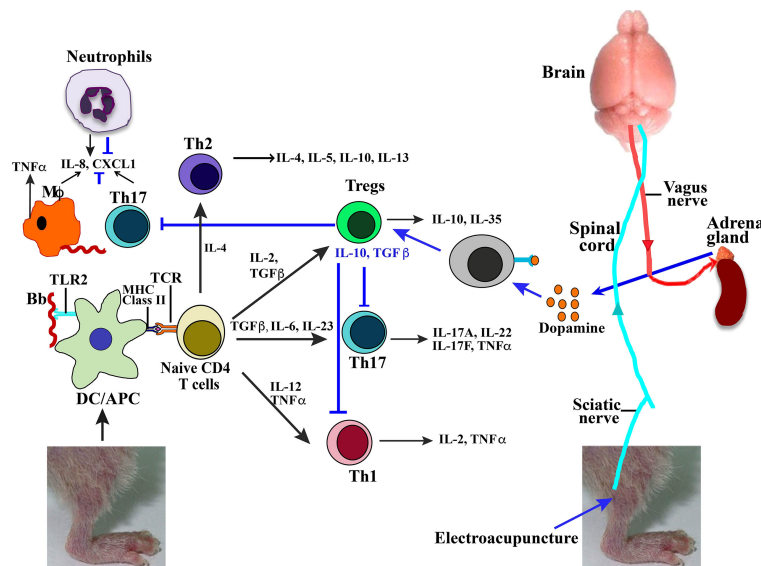 Neutrophils
Brain
IL-8, CXCL1
TNFα
Mϕ
Th17
Th2
IL-4, IL-5, IL-10, IL-13
Tregs
IL-10, IL-35
IL-10, TGFβ
Vagus
nerve
Spinal
cord
Adrenal
gland
IL-4
IL-2,
TGFβ
TLR2
Bb
TCR
MHC
Class II
Dopamine
TGFβ, IL-6, IL-23
IL-17A, IL-22
IL-17F, TNFα
Th17
Naive CD4
T cells
DC/APC
IL-12
TNFα
Sciatic
nerve
IL-2, TNFα
Th1
Electroacupuncture